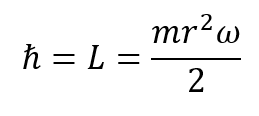 ℏ = L = mr²ω / 2